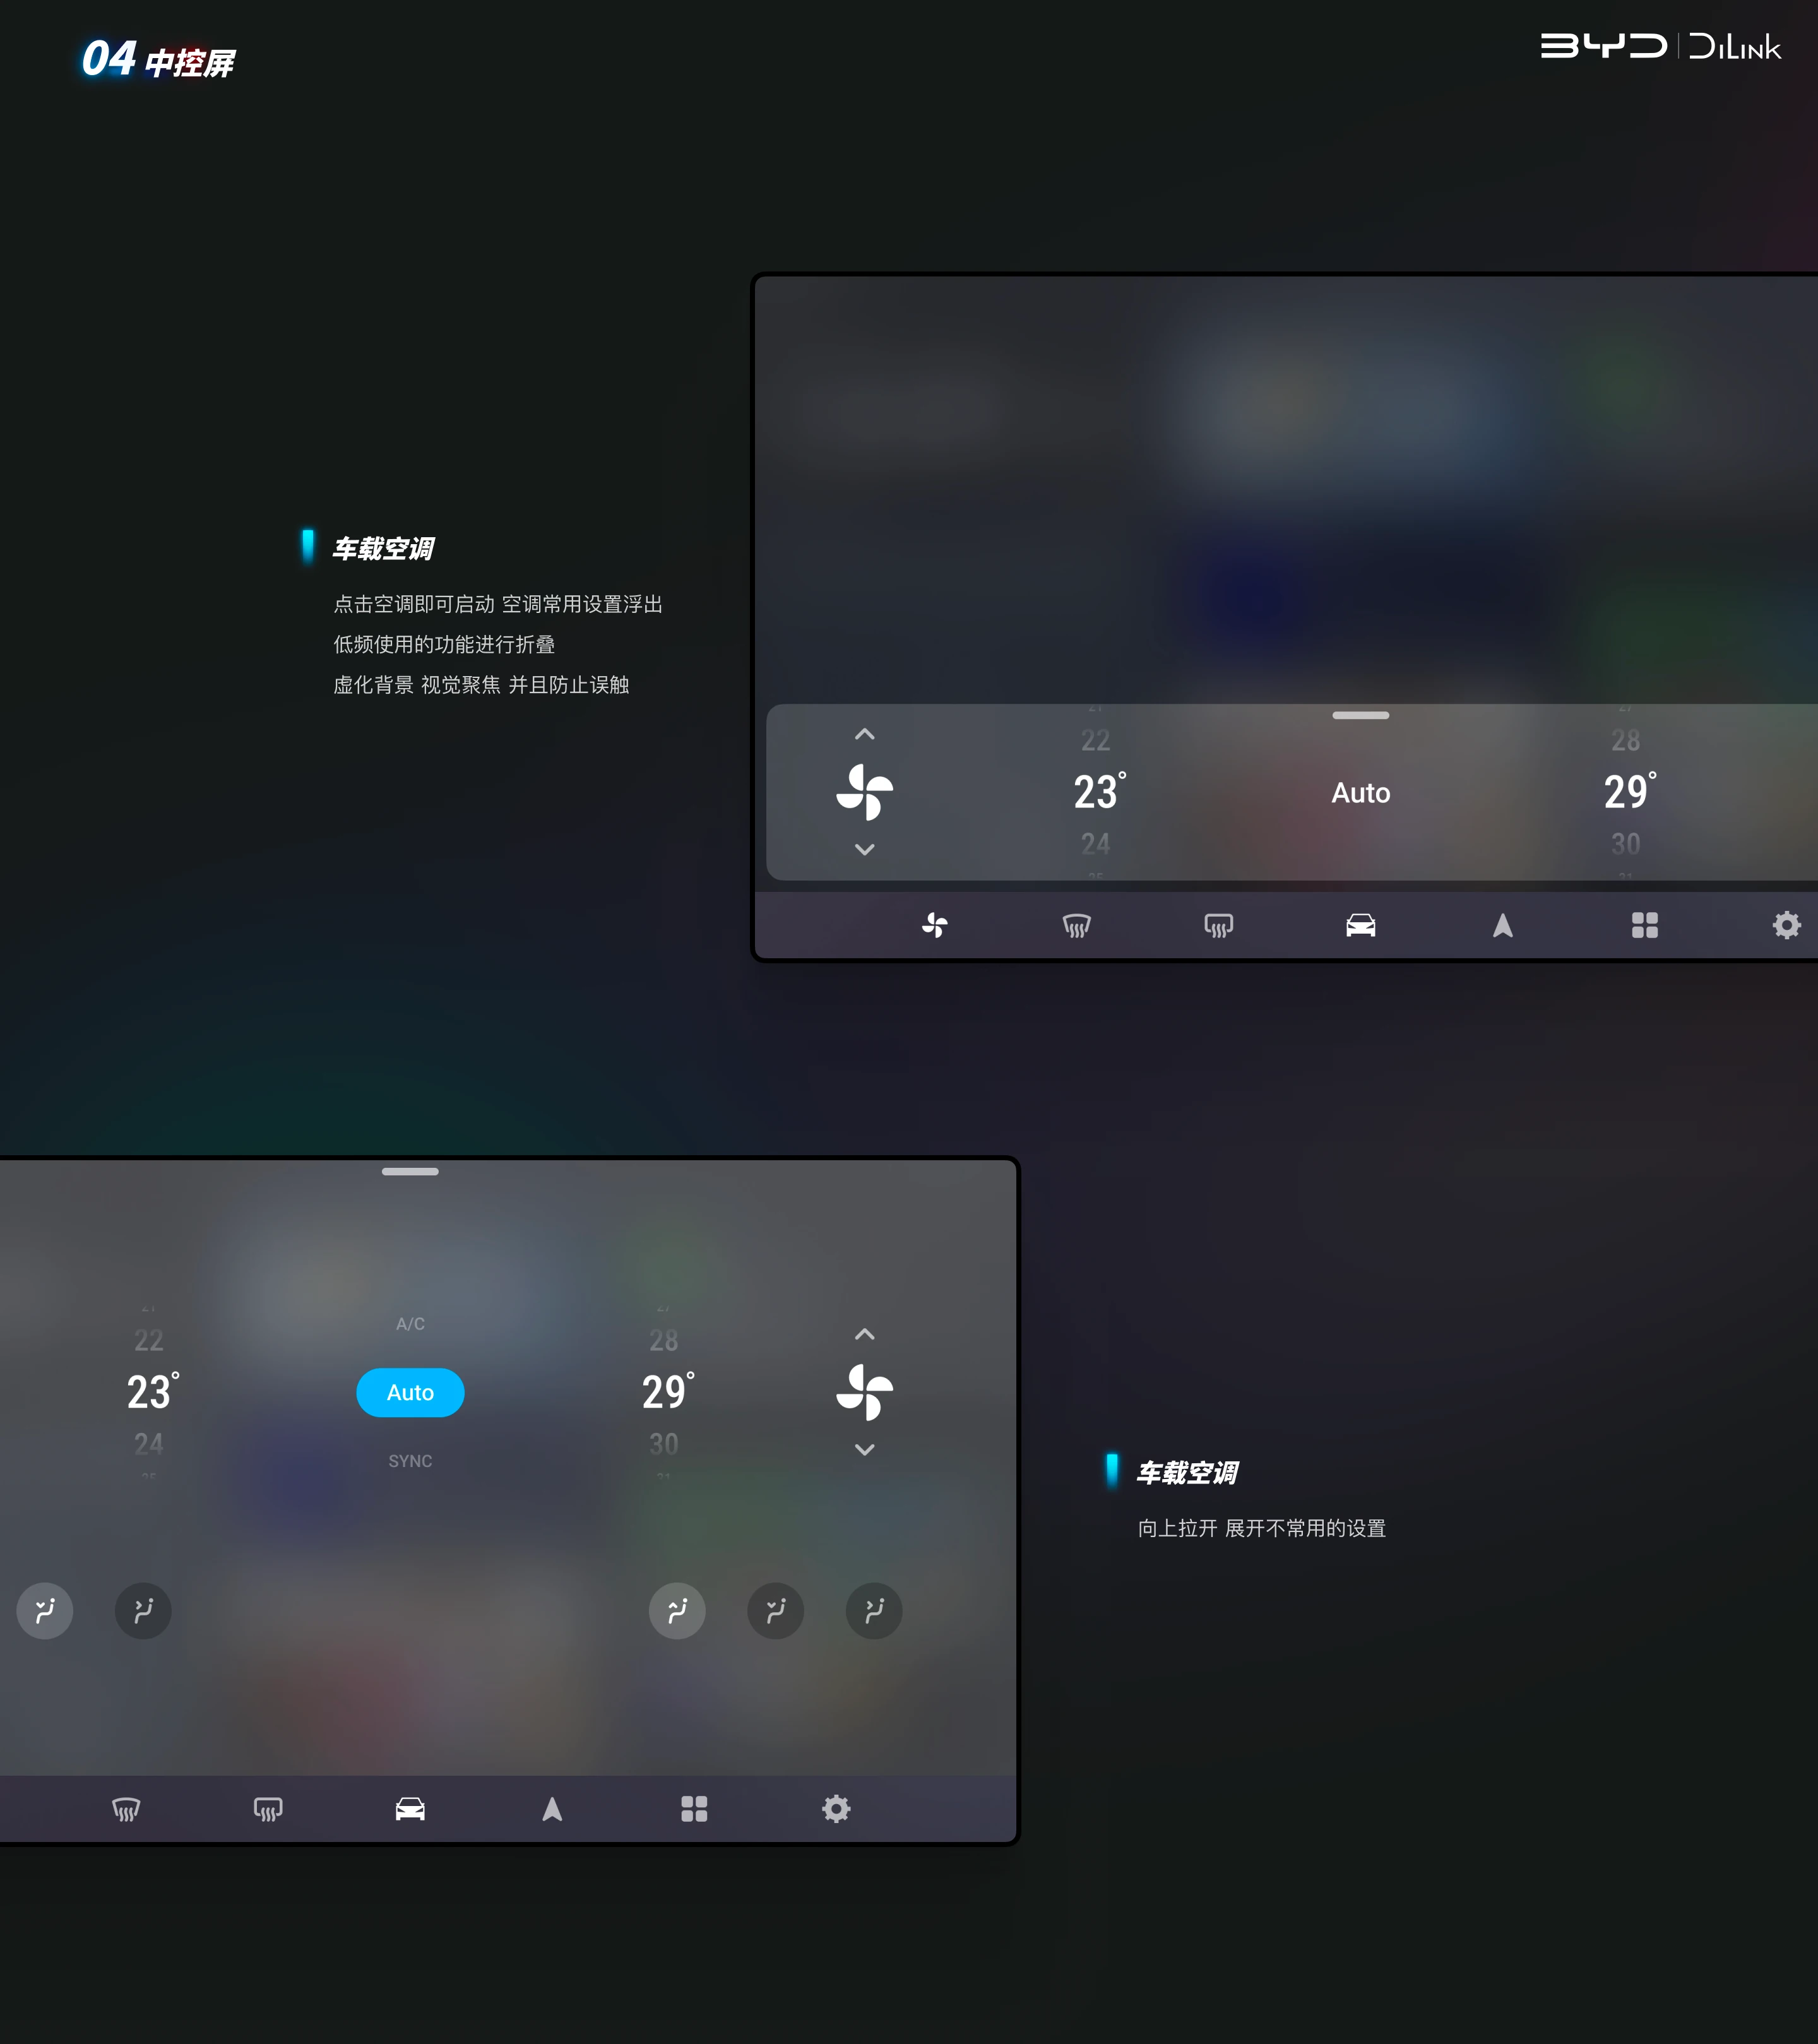 04 中控屏
BYD | DiLink
车载空调
点击空调即可启动 空调常用设置浮出
低频使用的功能进行折叠
虚化背景 视觉聚焦 并且防止误触
22
28
23°
Auto
29°
24
30
A/C
22
28
23°
Auto
29°
24
30
SYNC
车载空调
向上拉开 展开不常用的设置